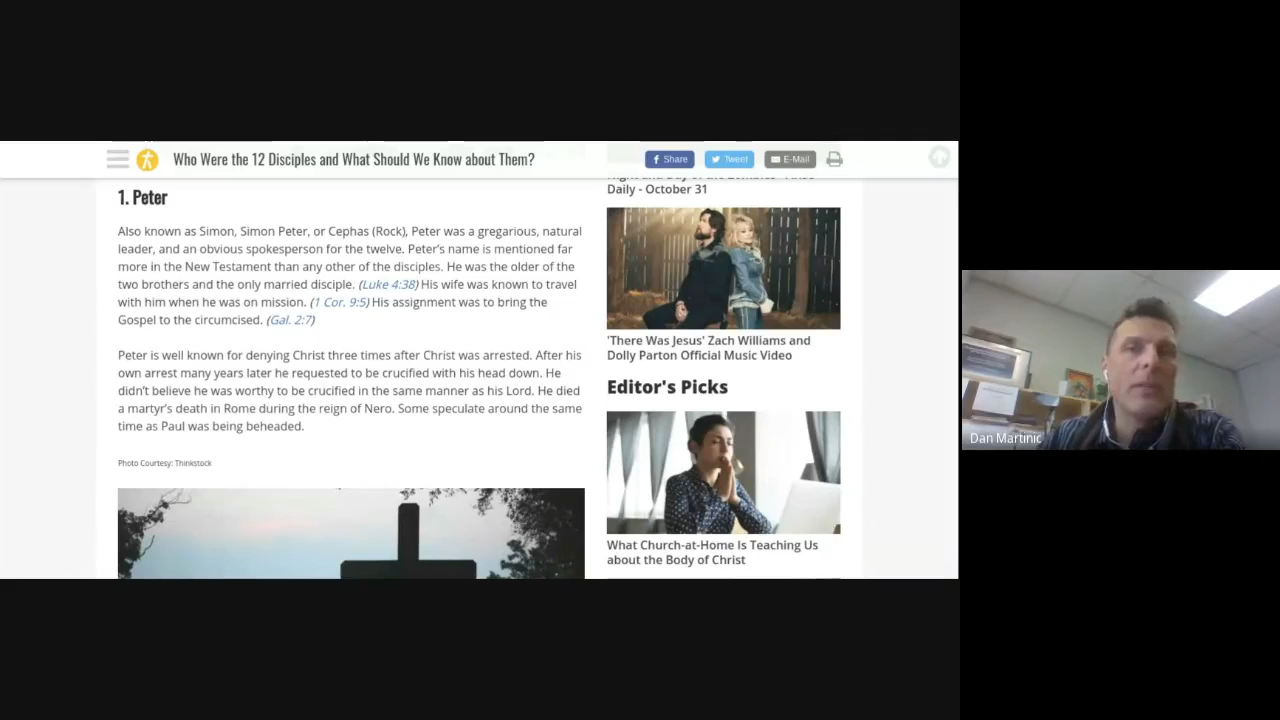 Who Were the 12 Disciples and What Should We Know about Them?
Share
Tweet
E-Mail
1. Peter
Also known as Simon, Simon Peter, or Cephas (Rock), Peter was a gregarious, natural
leader, and an obvious spokesperson for the twelve. Peter's name is mentioned far
more in the New Testament than any other of the disciples. He was the older of the
two brothers and the only married disciple. (Luke 4:38) His wife was known to travel
with him when he was on mission. (1 Cor. 9:5) His assignment was to bring the
Gospel to the circumcised. (Gal. 2:7)
Peter is well known for denying Christ three times after Christ was arrested. After his
own arrest many years later he requested to be crucified with his head down. He
didn't believe he was worthy to be crucified in the same manner as his Lord. He died
a martyr's death in Rome during the reign of Nero. Some speculate around the same
time as Paul was being beheaded.
Photo Courtesy: Thinkstock
Daily - October 31
'There Was Jesus' Zach Williams and
Dolly Parton Official Music Video
Editor's Picks
What Church-at-Home Is Teaching Us
about the Body of Christ
Dan Martinic